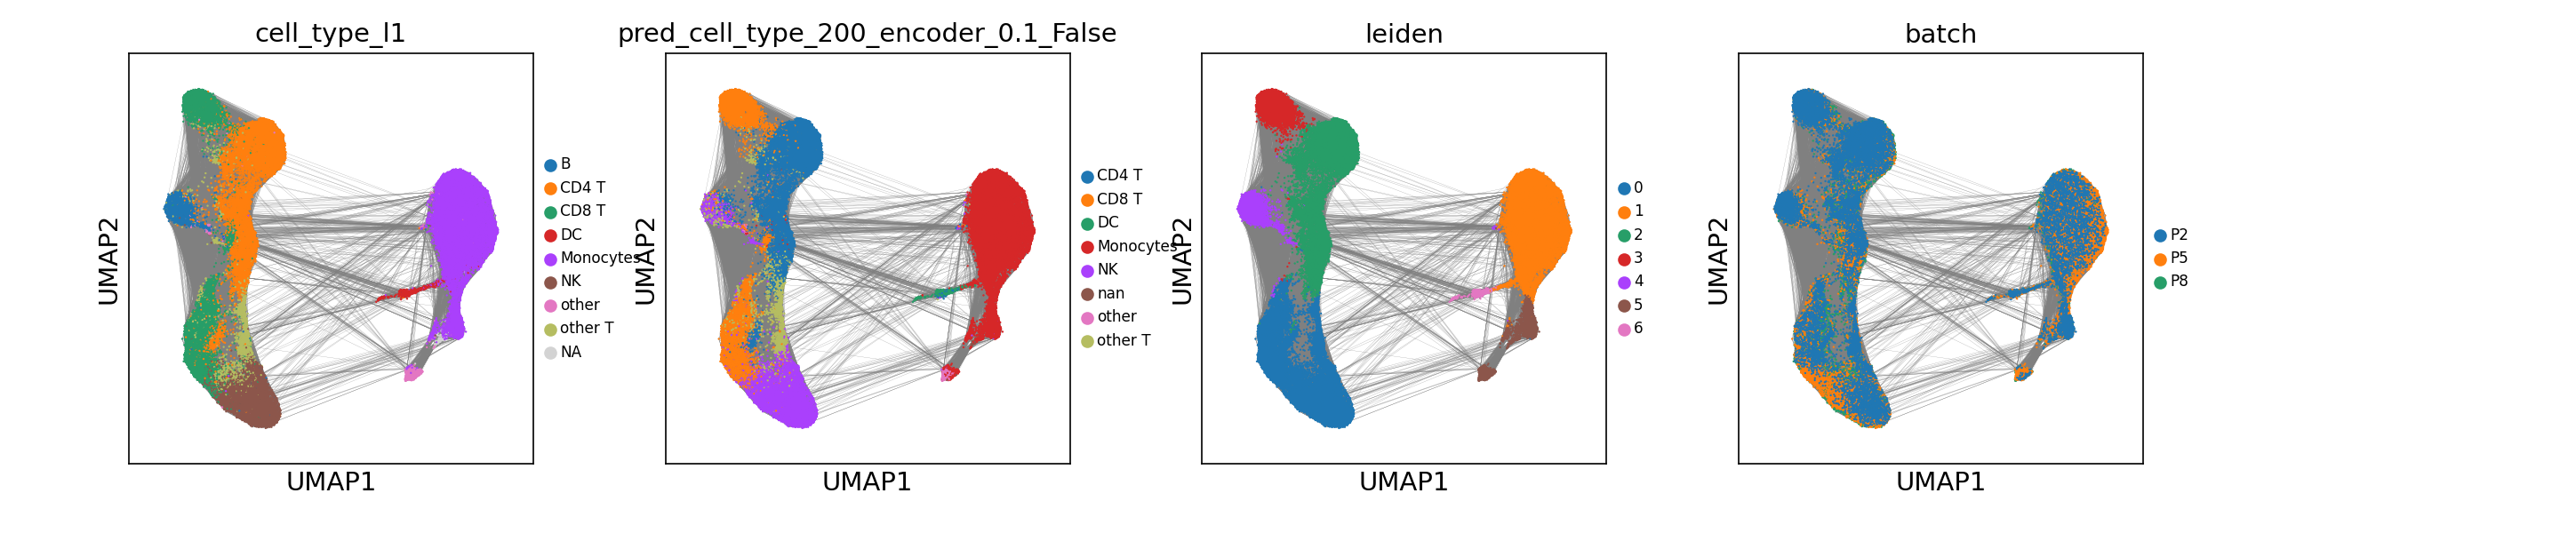 cell_type_l1
UMAP2
UMAP1
B
CD4 T
CD8 T
DC
Monocytes
NK
other
other T
NA
pred_cell_type_200_encoder_0.1_False
UMAP2
UMAP1
CD4 T
CD8 T
DC
Monocytes
NK
nan
other
other T
leiden
UMAP2
UMAP1
0
1
2
3
4
5
6
batch
UMAP2
UMAP1
P2
P5
P8